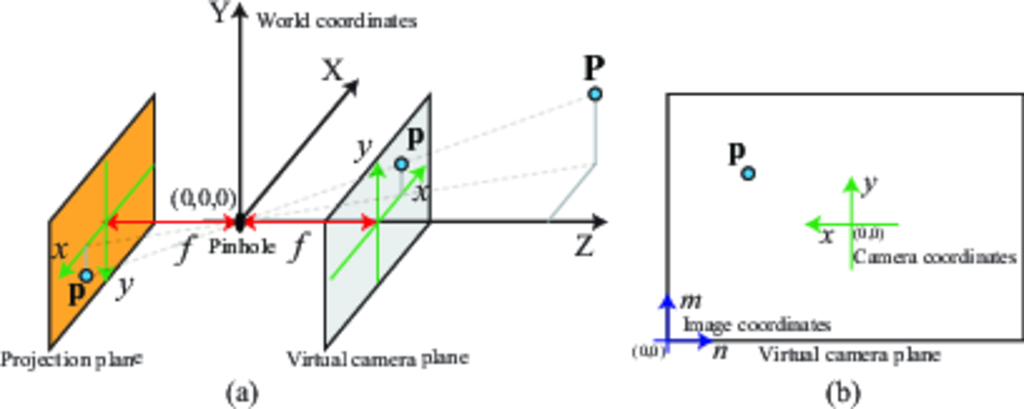 Y
World coordinates
X
P
y
p
x
(0,0,0)
f
Pinhole
f
Z
x
p
y
Projection plane
Virtual camera plane
(a)
p
y
x
(0,0)
Camera coordinates
m
Image coordinates
(0,0)
n
Virtual camera plane
(b)